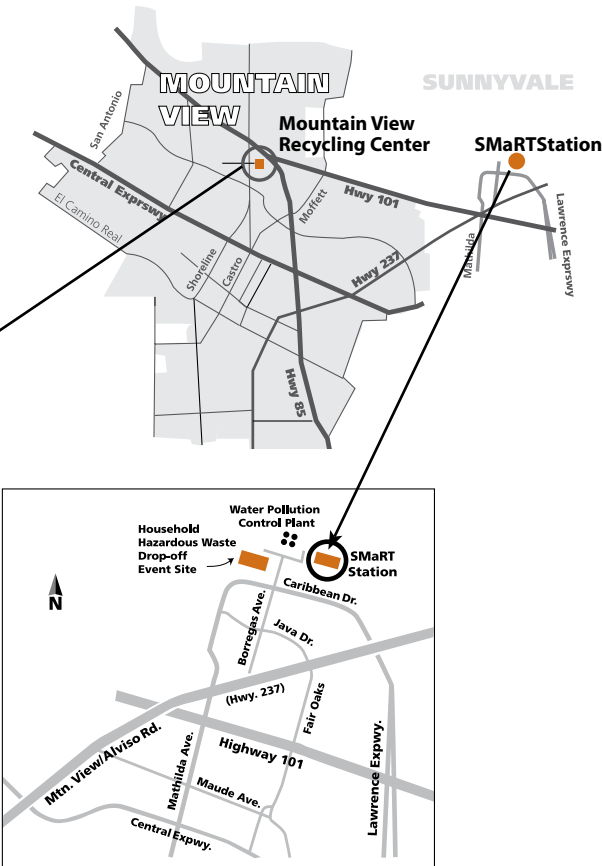 MOUNTAIN
VIEW
SUNNYVALE
San Antonio
Mountain View
Recycling Center
SMaRTStation
Central Exprswy
El Camino Real
Hwy 101
Moffett
Mathilda
Lawrence Exprswy
Shoreline
Castro
Hwy 237
Hwy 85
Water Pollution
Control Plant
Household
Hazardous Waste
Drop-off
Event Site
SMaRT
Station
N
Caribbean Dr.
Borregas Ave.
Java Dr.
(Hwy. 237)
Fair Oaks
Mtn. View/Alviso Rd.
Mathilda Ave.
Highway 101
Lawrence Expwy.
Maude Ave.
Central Expwy.